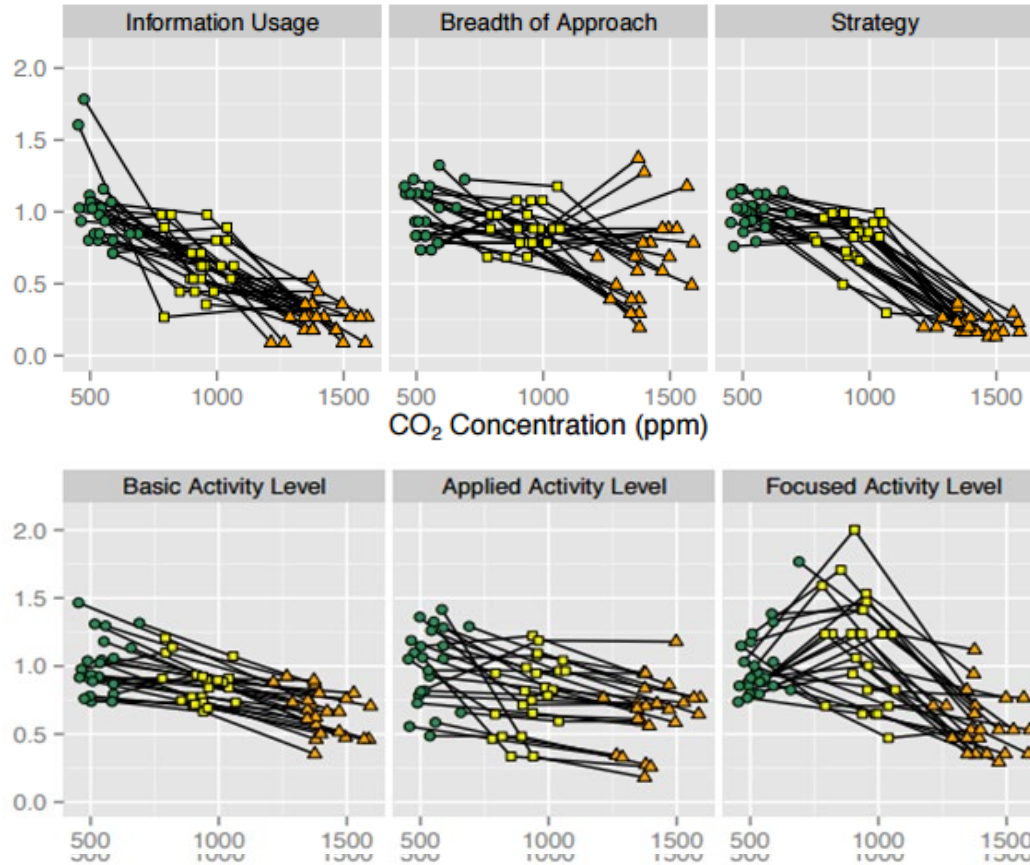 Information Usage Breadth of Approach Strategy
2.0
1.5
1.0
0.5
0.0
500 1000 1500 500 1000 1500 500 1000 1500
CO₂ Concentration (ppm)
Basic Activity Level Applied Activity Level Focused Activity Level
2.0
1.5
1.0
0.5
0.0
500 1000 1500 500 1000 1500 500 1000 1500